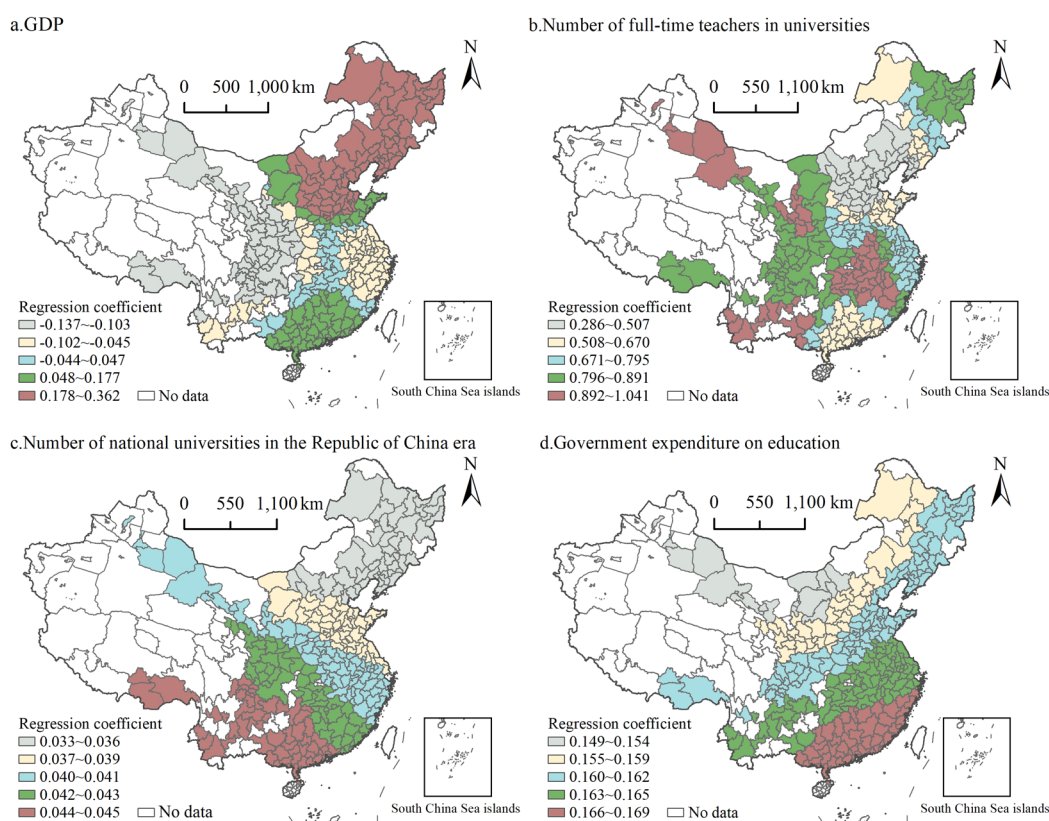 a.GDP
N
0 500 1,000 km
Regression coefficient
-0.137~-0.103
-0.102~-0.045
-0.044~0.047
0.048~0.177
0.178~0.362
No data
South China Sea islands
b.Number of full-time teachers in universities
N
0 550 1,100 km
Regression coefficient
0.286~0.507
0.508~0.670
0.671~0.795
0.796~0.891
0.892~1.041
No data
South China Sea islands
c.Number of national universities in the Republic of China era
N
0 550 1,100 km
Regression coefficient
0.033~0.036
0.037~0.039
0.040~0.041
0.042~0.043
0.044~0.045
No data
South China Sea islands
d.Government expenditure on education
N
0 550 1,100 km
Regression coefficient
0.149~0.154
0.155~0.159
0.160~0.162
0.163~0.165
0.166~0.169
No data
South China Sea islands